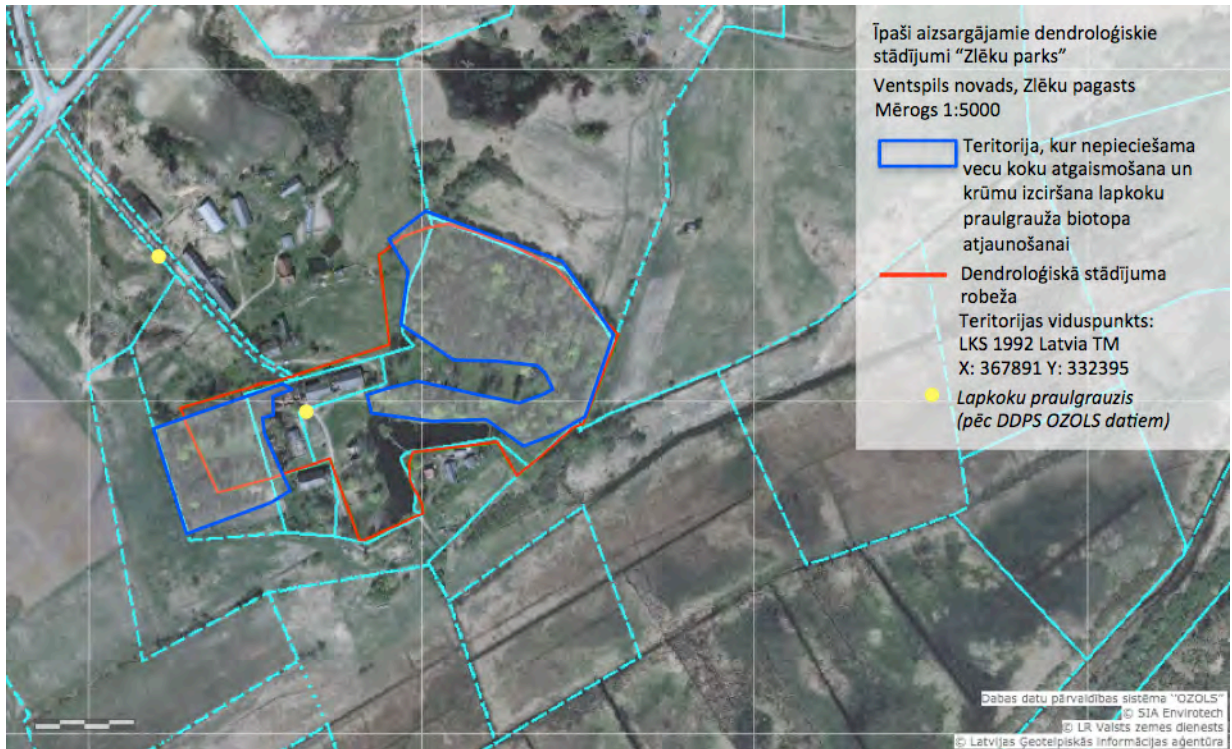 Īpaši aizsargājamie dendroloģiskie
stādījumi “Zlēku parks”
Ventspils novads, Zlēku pagasts
Mērogs 1:5000
Teritorija, kur nepieciešama
vecu koku atgaismošana un
krūmu izciršana lapkoku
praulgrauža biotopa
atjaunošanai
Dendroloģiskā stādījuma
robeža
Teritorijas viduspunkts:
LKS 1992 Latvia TM
X: 367891 Y: 332395
Lapkoku praulgrauzis
(pēc DDPS OZOLS datiem)
Dabas datu pārvaldības sistēma "OZOLS"
© SIA Envirotech
© LR Valsts zemes dienests
© Latvijas Ģeotelpiskās informācijas aģentūra